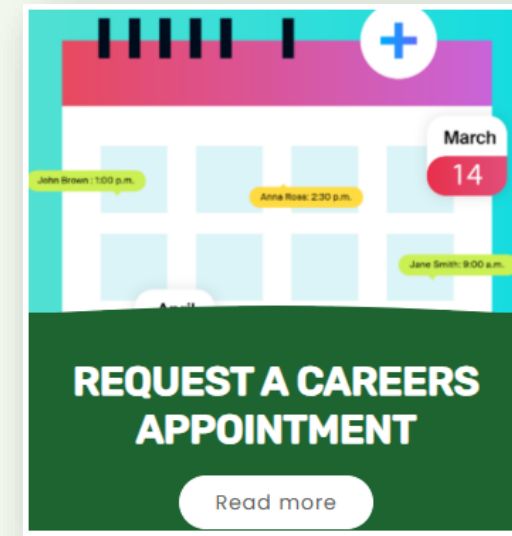 March
14
John Brown : 1:00 p.m.
Anna Ross: 2:30 p.m.
Jane Smith: 9:00 a.m.
April
REQUEST A CAREERS
APPOINTMENT
Read more